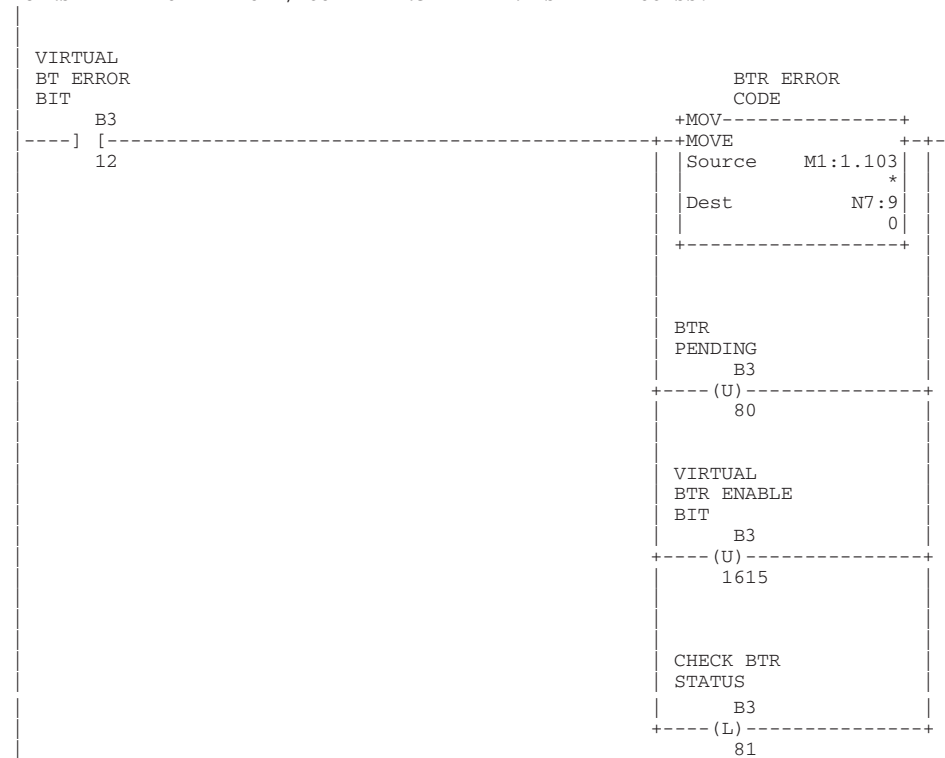 VIRTUAL
BT ERROR BTR ERROR
BIT CODE
B3 +MOV---------------+
----] [----------------------------------------------+-+MOVE +-+-
12 | |Source M1:1.103| |
| | *| |
| |Dest N7:9| |
| | 0| |
| +------------------+ |
BTR
PENDING
B3
+----(U)---------------+
80
VIRTUAL
BTR ENABLE
BIT
B3
+----(U)---------------+
1615
CHECK BTR
STATUS
B3
+----(L)---------------+
81